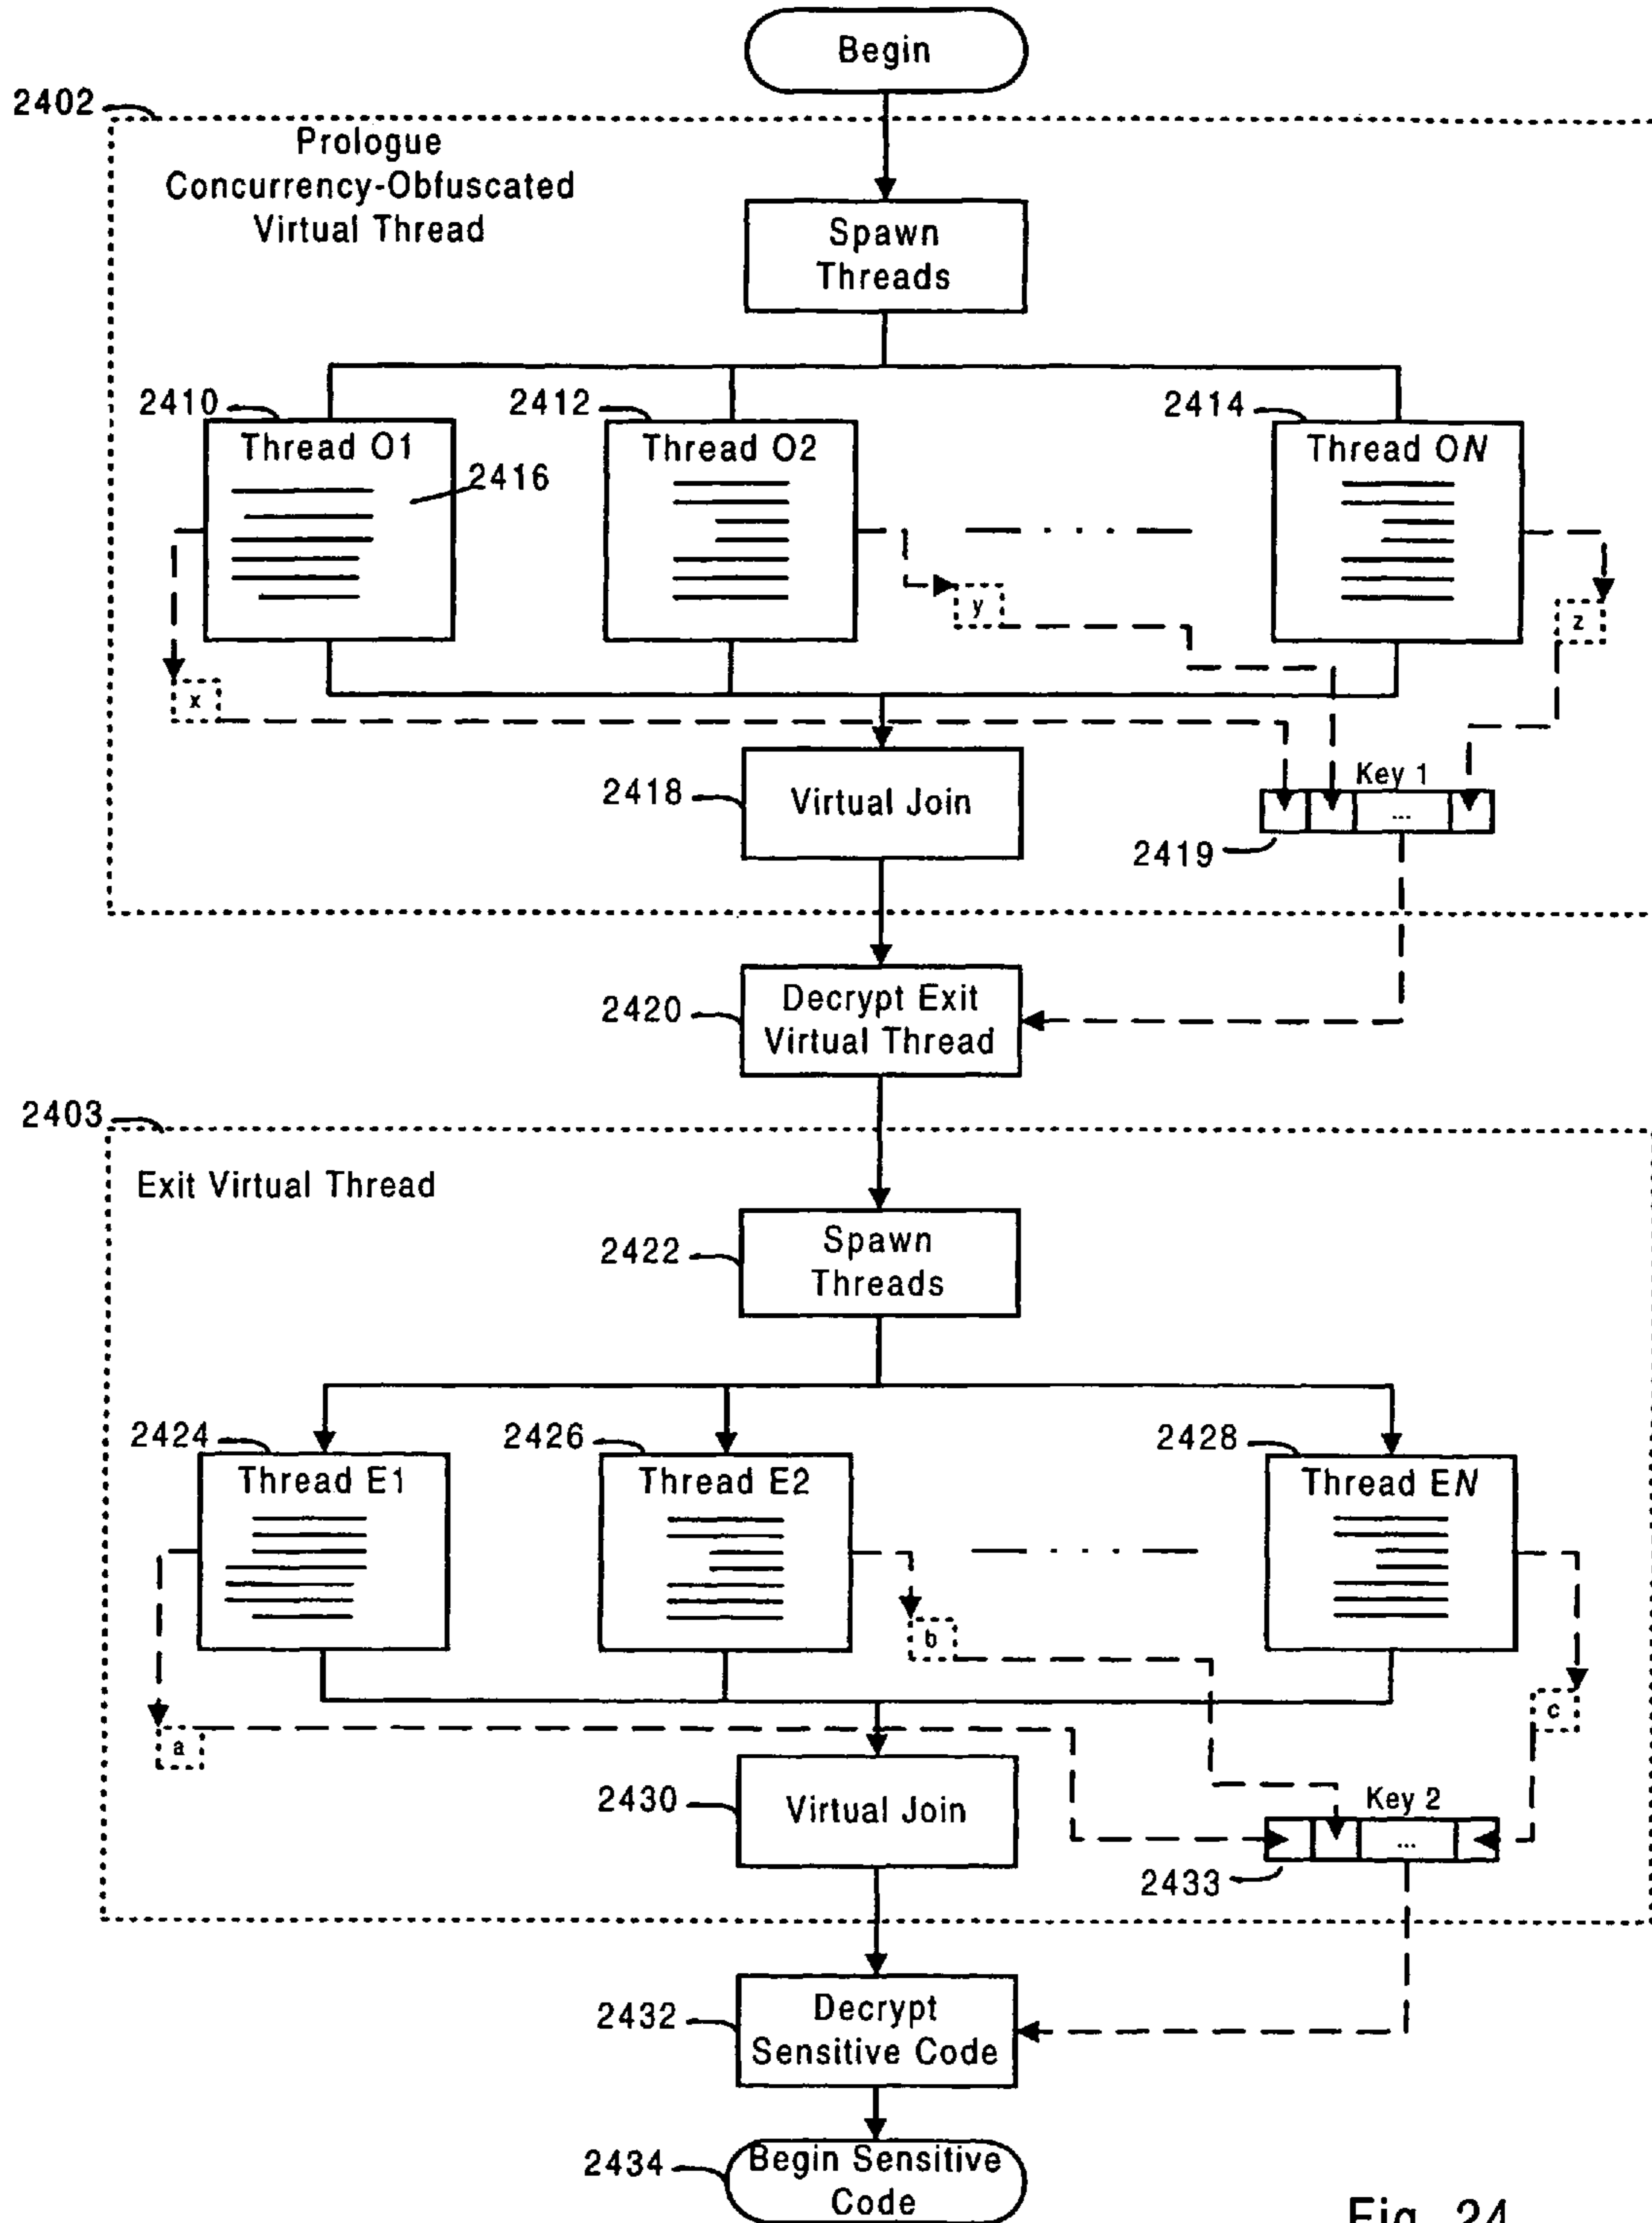 Begin
2402
Prologue
Concurrency-Obfuscated
Virtual Thread
Spawn
Threads
2410
2412
2414
Thread O1
Thread O2
Thread ON
2416
y
z
x
Key 1
2418
Virtual Join
...
2419
2420
Decrypt Exit
Virtual Thread
2403
Exit Virtual Thread
2422
Spawn
Threads
2424
2426
2428
Thread E1
Thread E2
Thread EN
b
c
a
2430
Virtual Join
Key 2
...
2433
2432
Decrypt
Sensitive Code
2434
Begin Sensitive
Code
Fig. 24